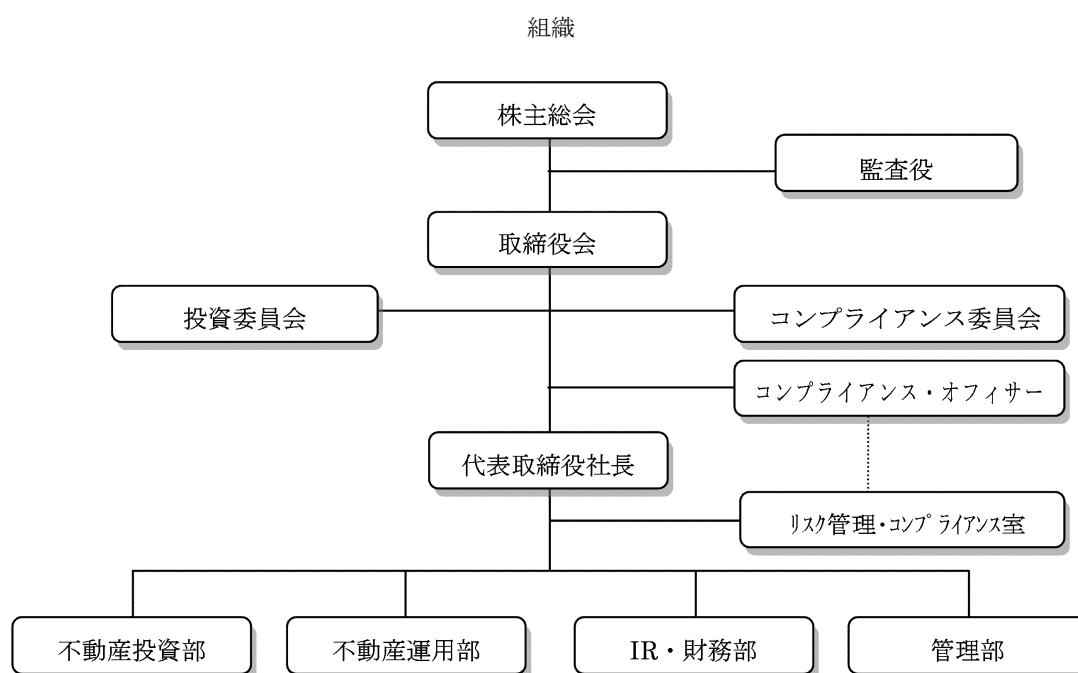 組織
株主総会
監査役
取締役会
投資委員会
コンプライアンス委員会
コンプライアンス・オフィサー
代表取締役社長
ﾘｽｸ管理・ｺﾝﾌﾟﾗｲｱﾝｽ室
不動産投資部
不動産運用部
IR・財務部
管理部